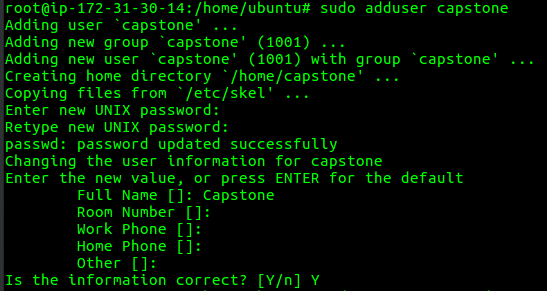 root@ip-172-31-30-14:/home/ubuntu# sudo adduser capstone
Adding user `capstone' ...
Adding new group `capstone' (1001) ...
Adding new user `capstone' (1001) with group `capstone' ...
Creating home directory `/home/capstone' ...
Copying files from `/etc/skel' ...
Enter new UNIX password:
Retype new UNIX password:
passwd: password updated successfully
Changing the user information for capstone
Enter the new value, or press ENTER for the default
Full Name []: Capstone
Room Number []:
Work Phone []:
Home Phone []:
Other []:
Is the information correct? [Y/n] Y